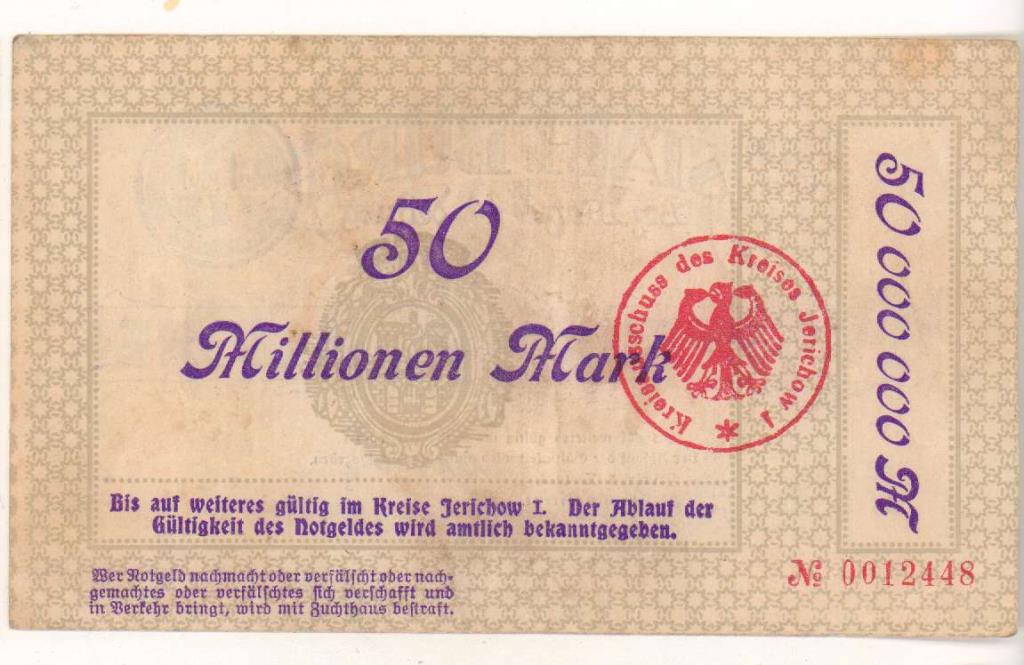 50
Millionen Mark
50 000 000 M
Kreisausschuss des Kreises Jerichow I
Bis auf weiteres gültig im Kreise Jerichow I. Der Ablauf der
Gültigkeit des Notgeldes wird amtlich bekanntgegeben.
Wer Notgeld nachmacht oder verfälscht oder nach-
gemachtes oder verfälschtes sich verschafft und
in Verkehr bringt, wird mit Zuchthaus bestraft.
№ 0012448